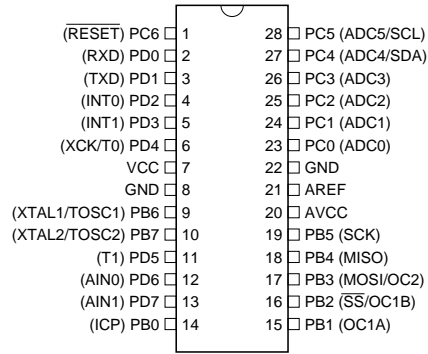 (RESET) PC6 1 28 PC5 (ADC5/SCL)
(RXD) PD0 2 27 PC4 (ADC4/SDA)
(TXD) PD1 3 26 PC3 (ADC3)
(INT0) PD2 4 25 PC2 (ADC2)
(INT1) PD3 5 24 PC1 (ADC1)
(XCK/T0) PD4 6 23 PC0 (ADC0)
VCC 7 22 GND
GND 8 21 AREF
(XTAL1/TOSC1) PB6 9 20 AVCC
(XTAL2/TOSC2) PB7 10 19 PB5 (SCK)
(T1) PD5 11 18 PB4 (MISO)
(AIN0) PD6 12 17 PB3 (MOSI/OC2)
(AIN1) PD7 13 16 PB2 (SS/OC1B)
(ICP) PB0 14 15 PB1 (OC1A)